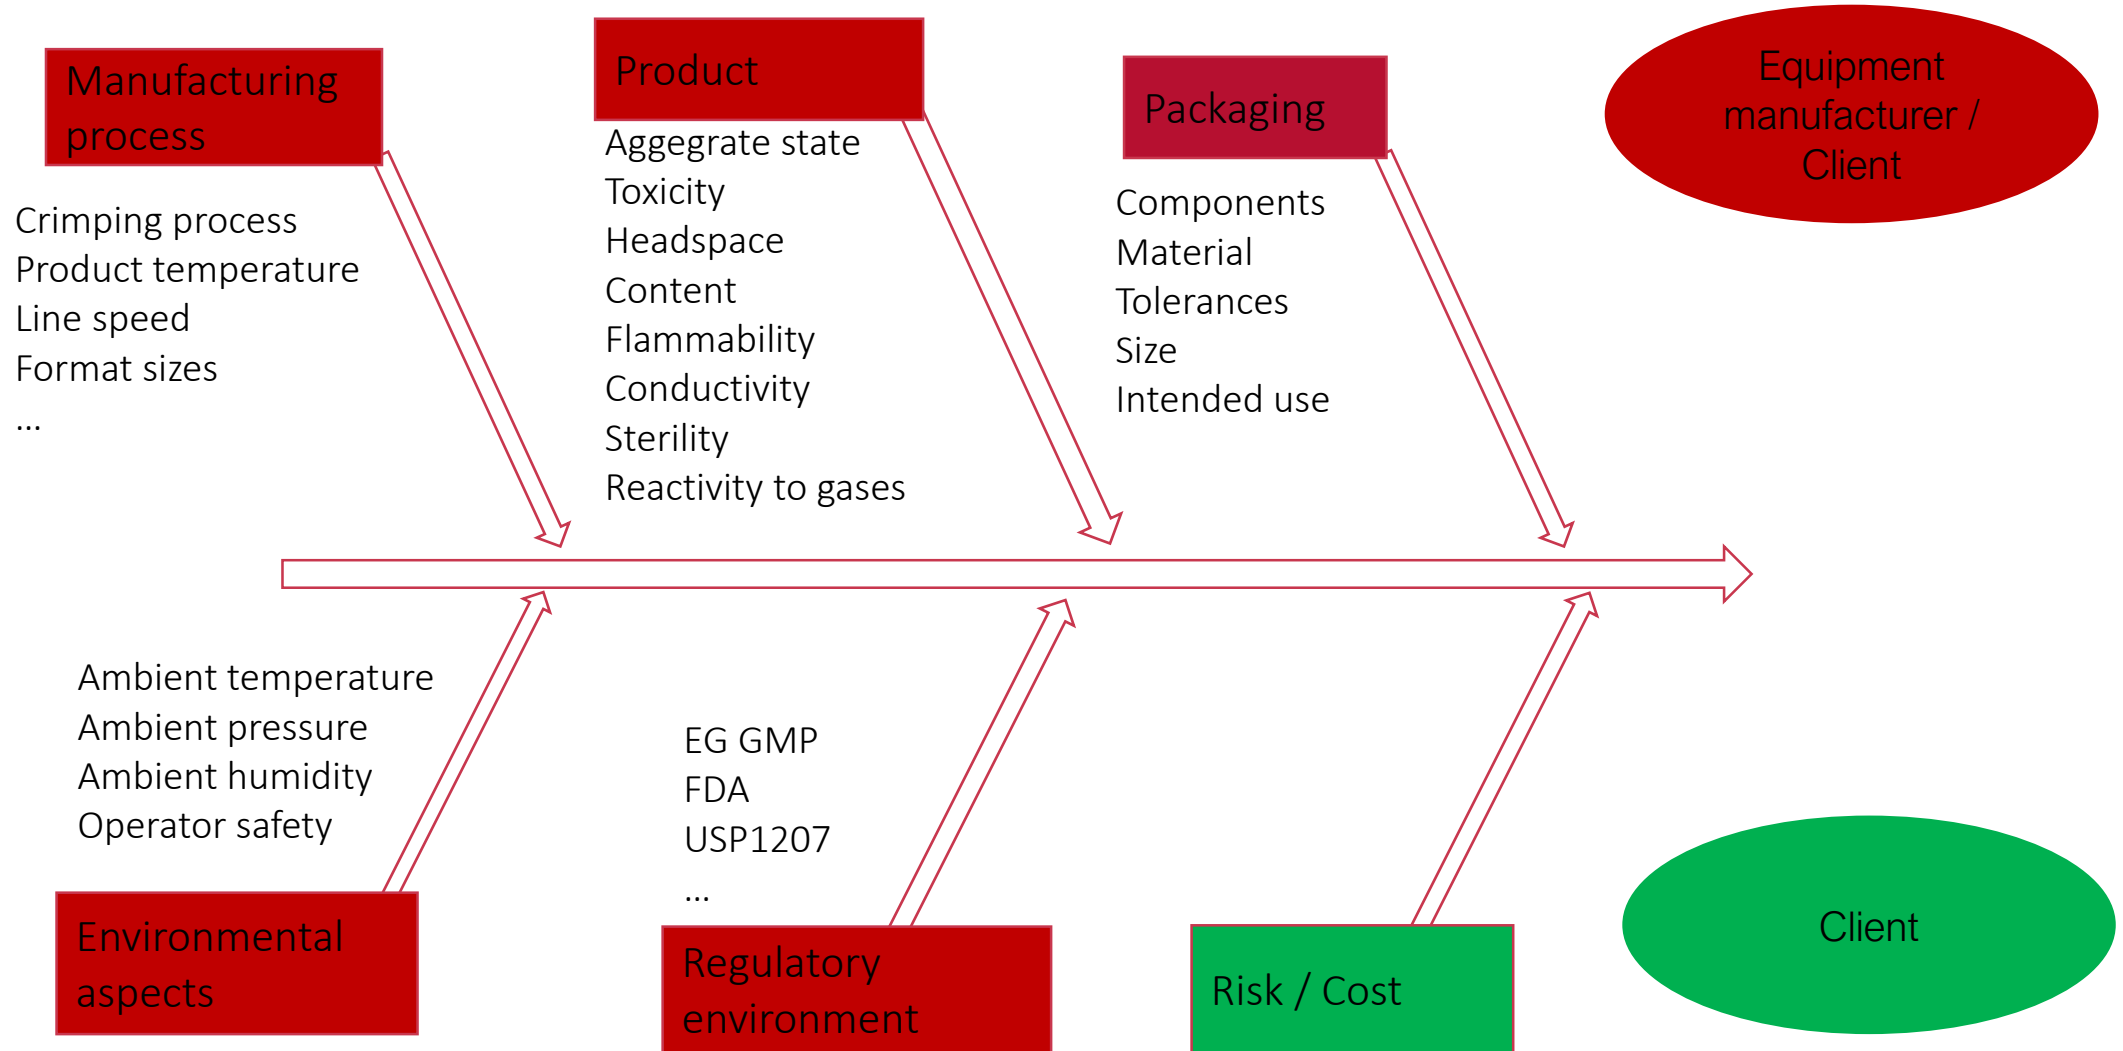 Manufacturing
process
Crimping process
Product temperature
Line speed
Format sizes
...
Product
Aggegrate state
Toxicity
Headspace
Content
Flammability
Conductivity
Sterility
Reactivity to gases
Packaging
Components
Material
Tolerances
Size
Intended use
Equipment
manufacturer /
Client
Ambient temperature
Ambient pressure
Ambient humidity
Operator safety
Environmental
aspects
EG GMP
FDA
USP1207
...
Regulatory
environment
Risk / Cost
Client